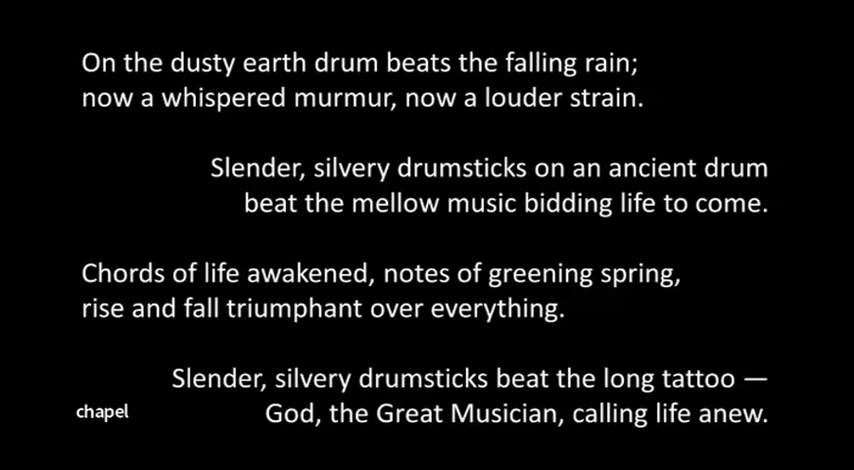 On the dusty earth drum beats the falling rain;
now a whispered murmur, now a louder strain.
Slender, silvery drumsticks on an ancient drum
beat the mellow music bidding life to come.
Chords of life awakened, notes of greening spring,
rise and fall triumphant over everything.
Slender, silvery drumsticks beat the long tattoo —
God, the Great Musician, calling life anew.
chapel